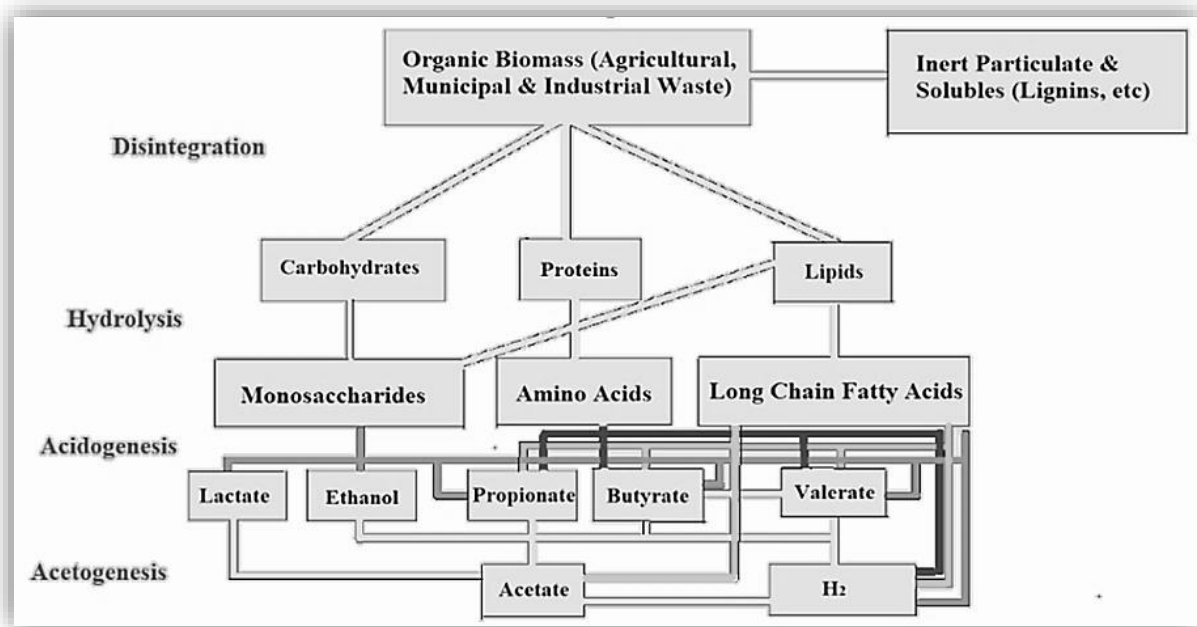 Organic Biomass (Agricultural,
Municipal & Industrial Waste)
Inert Particulate &
Solubles (Lignins, etc)
Disintegration
Carbohydrates
Proteins
Lipids
Hydrolysis
Monosaccharides
Amino Acids
Long Chain Fatty Acids
Acidogenesis
Lactate
Ethanol
Propionate
Butyrate
Valerate
Acetogenesis
Acetate
H2